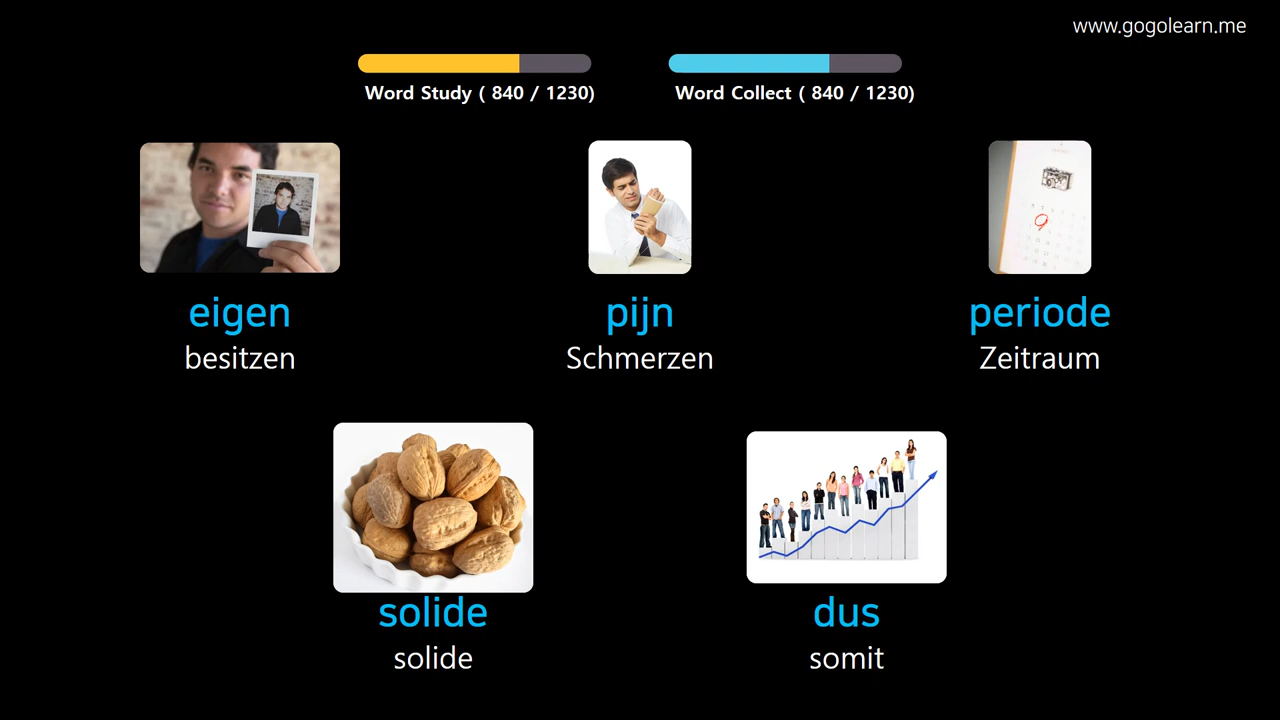 www.gogolearn.me
Word Study ( 840 / 1230)
Word Collect ( 840 / 1230)
eigen
besitzen
pijn
Schmerzen
periode
Zeitraum
solide
solide
dus
somit